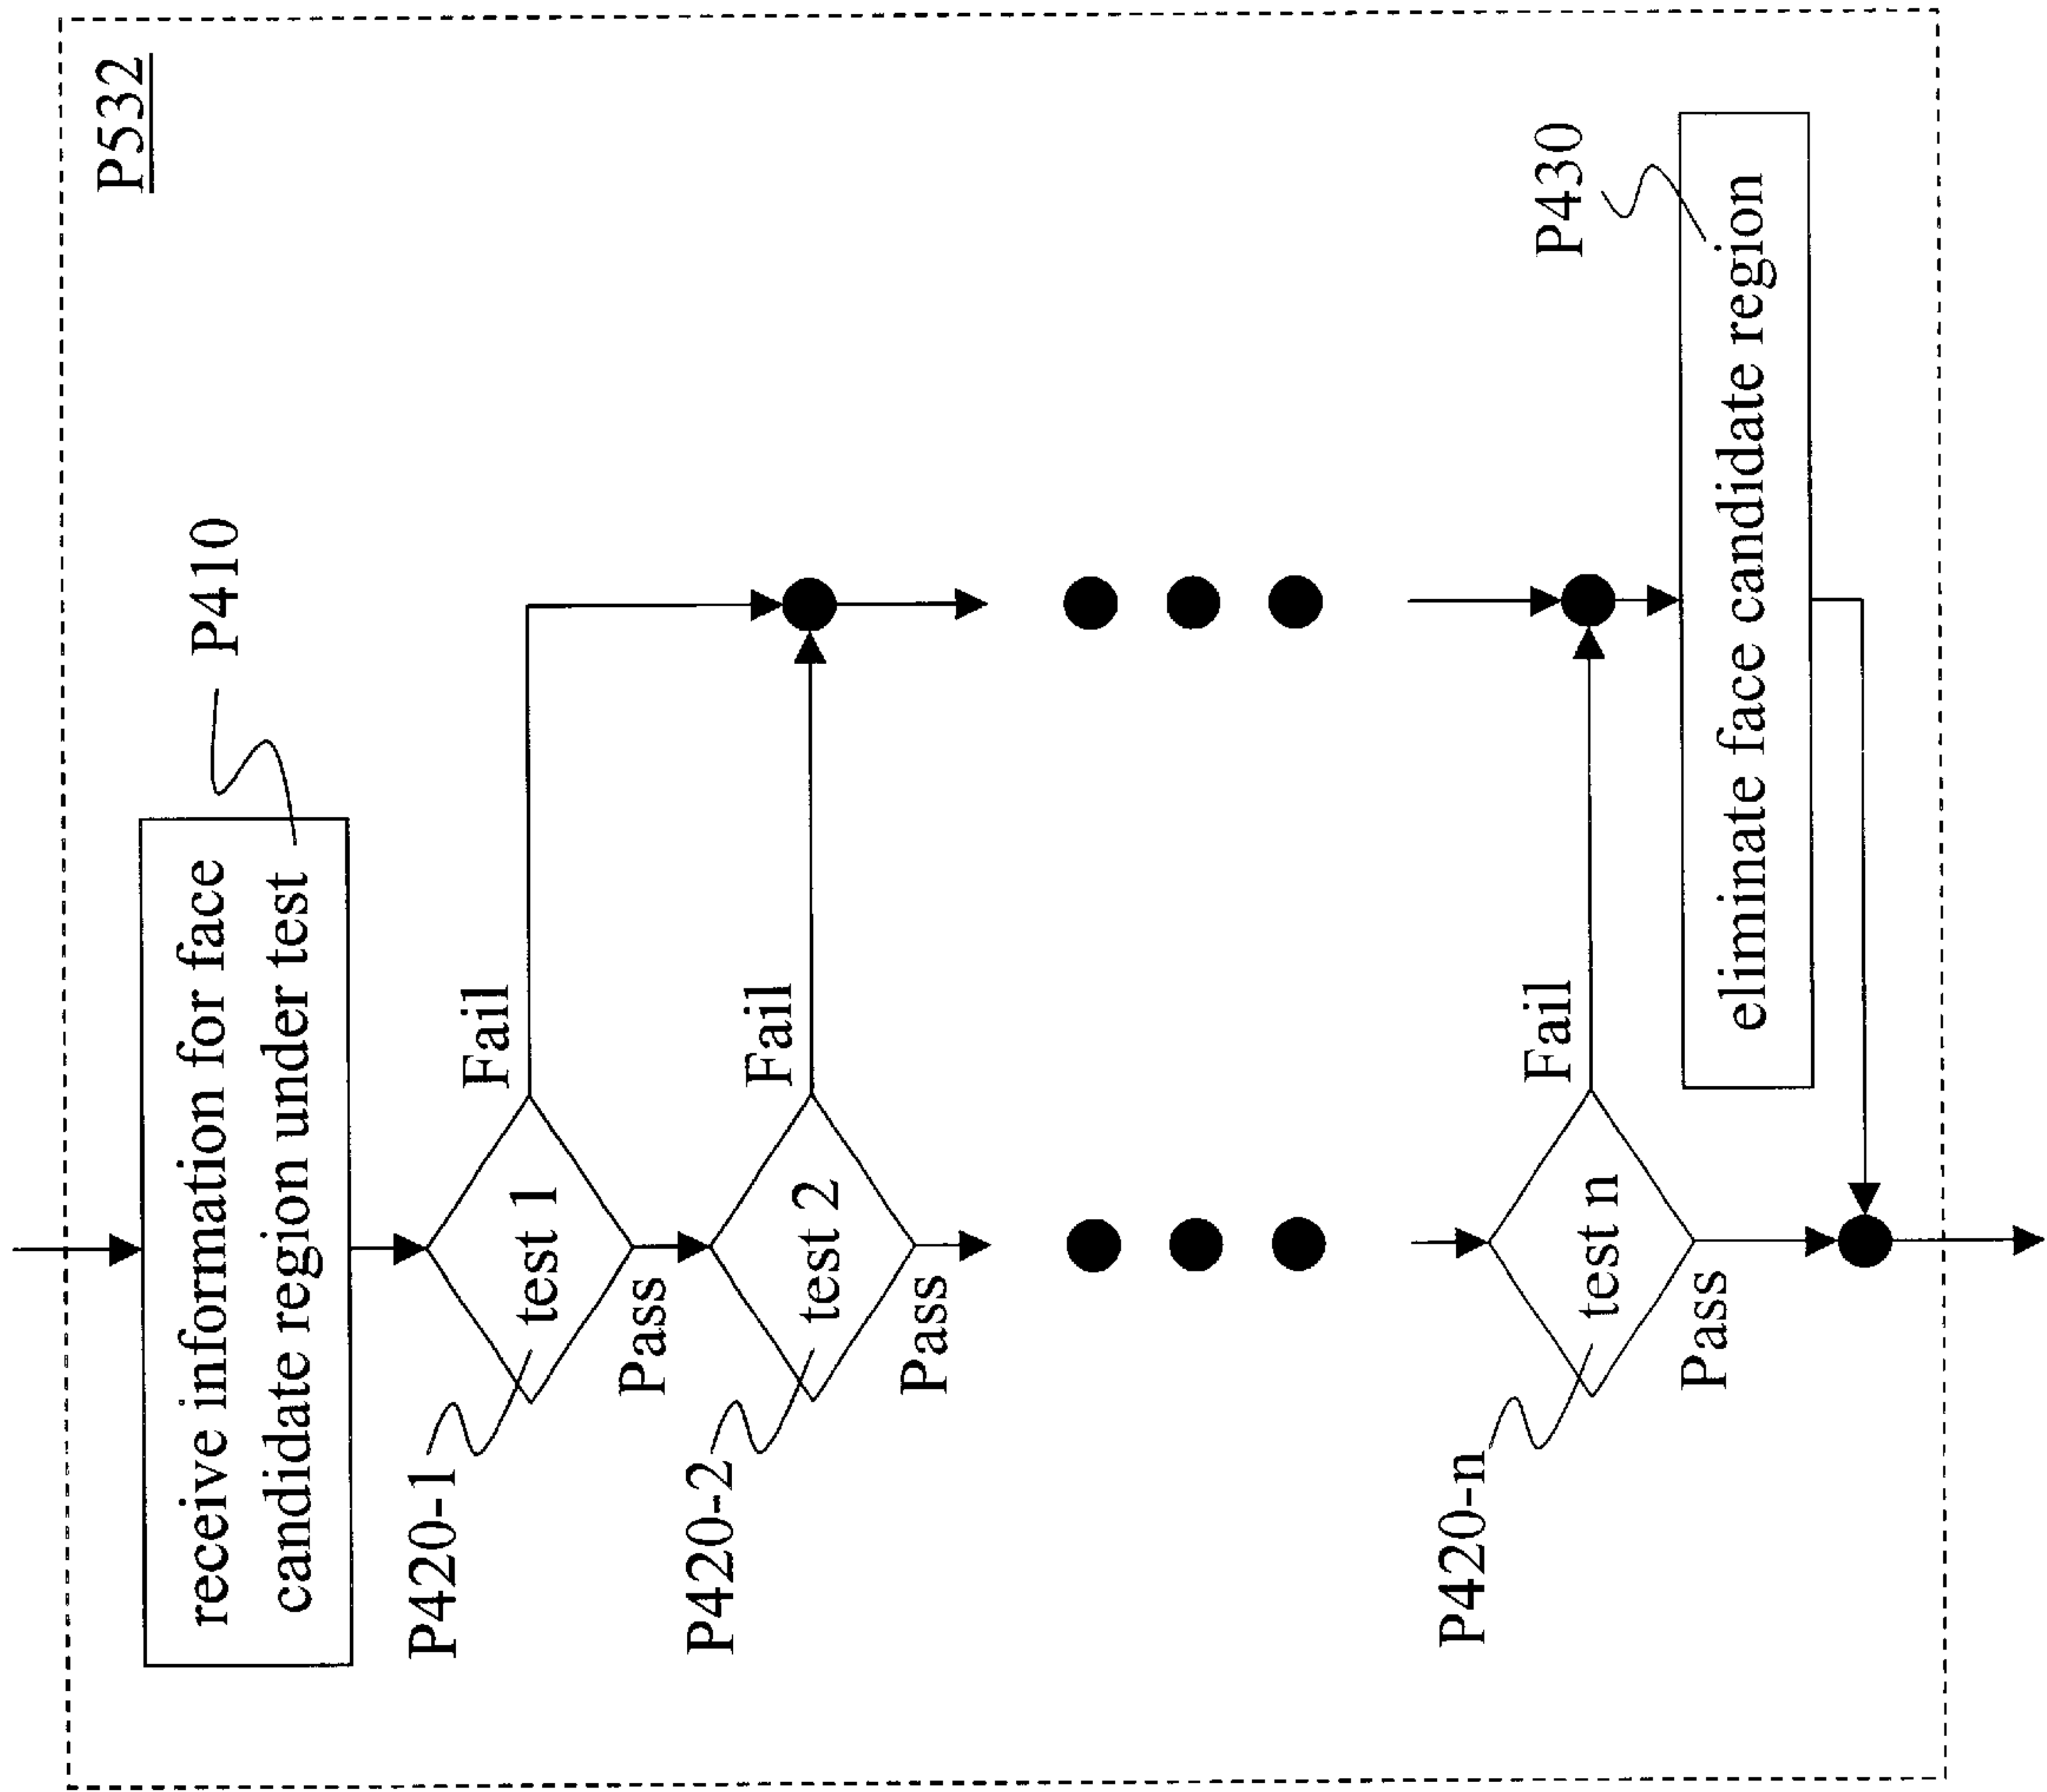 P532
P410
receive information for face
candidate region under test
P420-1
test 1
Fail
Pass
P420-2
test 2
Fail
Pass
P420-n
test n
Fail
Pass
P430
eliminate face candidate region